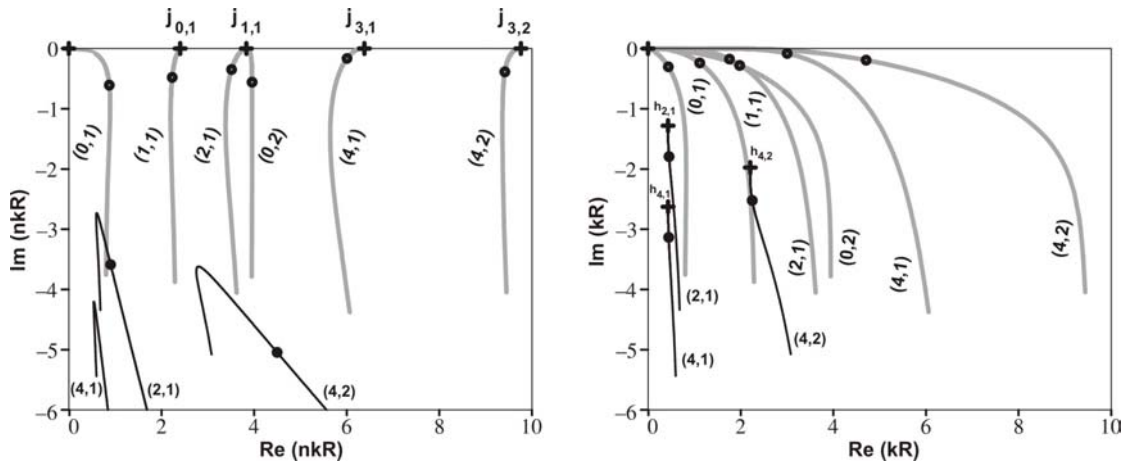 j0,1 j1,1 j3,1 j3,2
0
−1
−2
−3
−4
−5
−6
Im (nkR)
(0,1) (1,1) (2,1) (0,2) (4,1) (4,2)
(4,1) (2,1) (4,2)
0 2 4 6 8 10
Re (nkR)
0
−1
−2
−3
−4
−5
−6
Im (kR)
(0,1)
(1,1)
h2,1
h4,2
h4,1
(2,1) (0,2) (4,1) (4,2)
(2,1)
(4,2)
(4,1)
0 2 4 6 8 10
Re (kR)